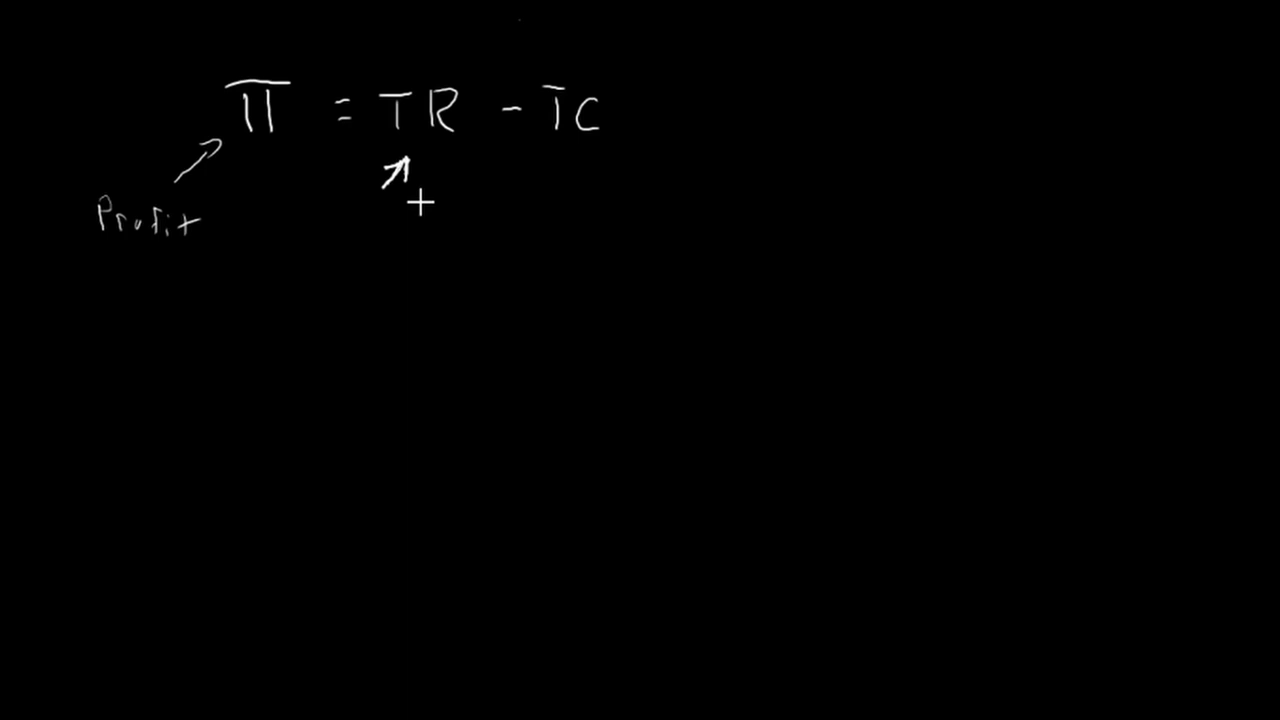 π = TR - TC
Profit